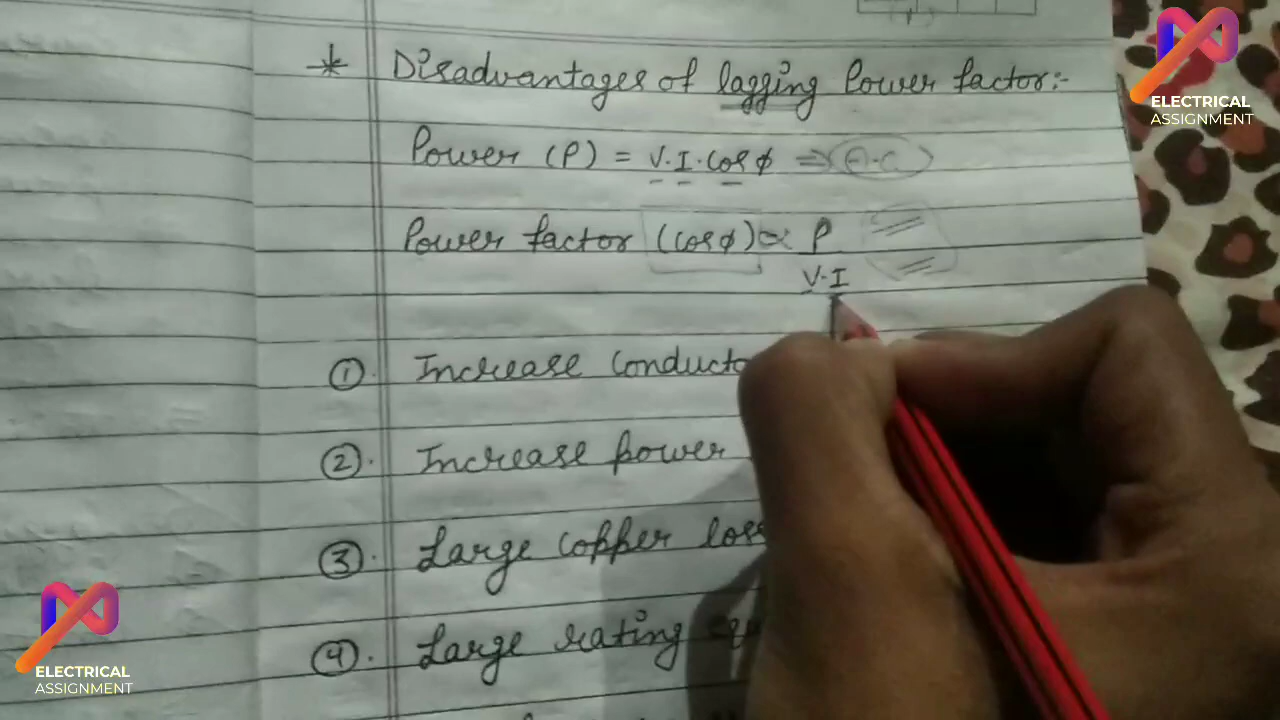 ELECTRICAL
ASSIGNMENT
* Disadvantages of lagging Power factor:-
Power (P) = V.I.Cosϕ ⇒ A.C
Power factor (Cosϕ) ∝ P
V.I
① Increase
② Increase power
③ Large copper loss
④ Large rating
ELECTRICAL
ASSIGNMENT